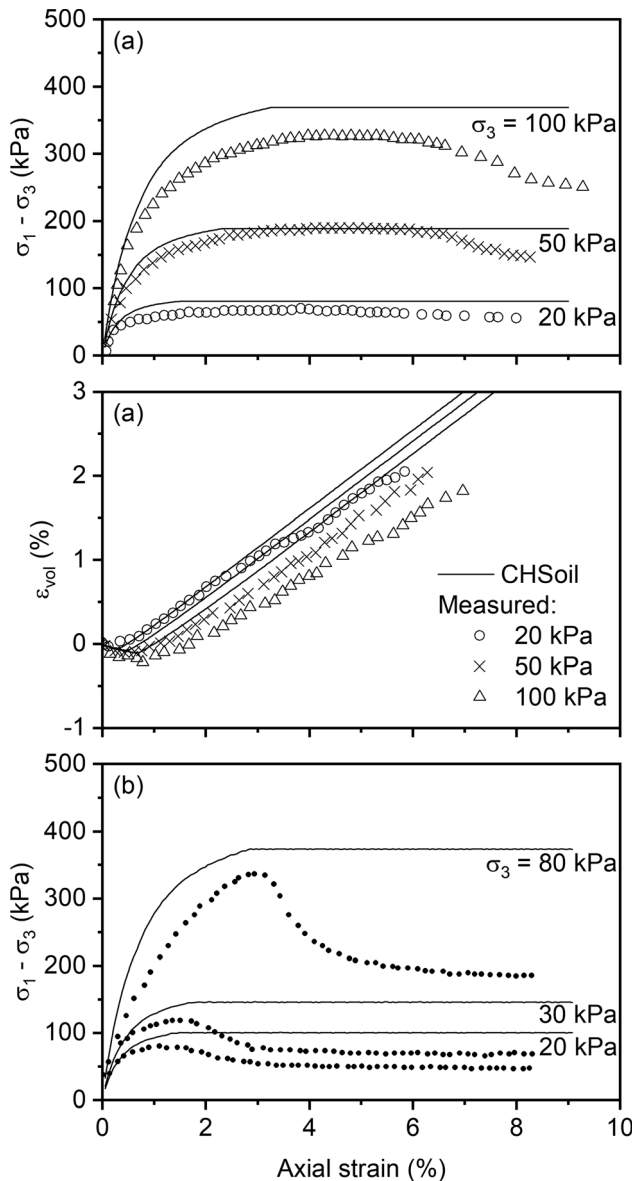 500
(a)
400
σ3 = 100 kPa
300
σ1 - σ3 (kPa)
200
50 kPa
100
20 kPa
0
3
(a)
2
εvol (%)
1
CHSoil
Measured:
0
20 kPa
50 kPa
100 kPa
-1
500
(b)
400
σ3 = 80 kPa
300
σ1 - σ3 (kPa)
200
30 kPa
100
20 kPa
0
0 2 4 6 8 10
Axial strain (%)